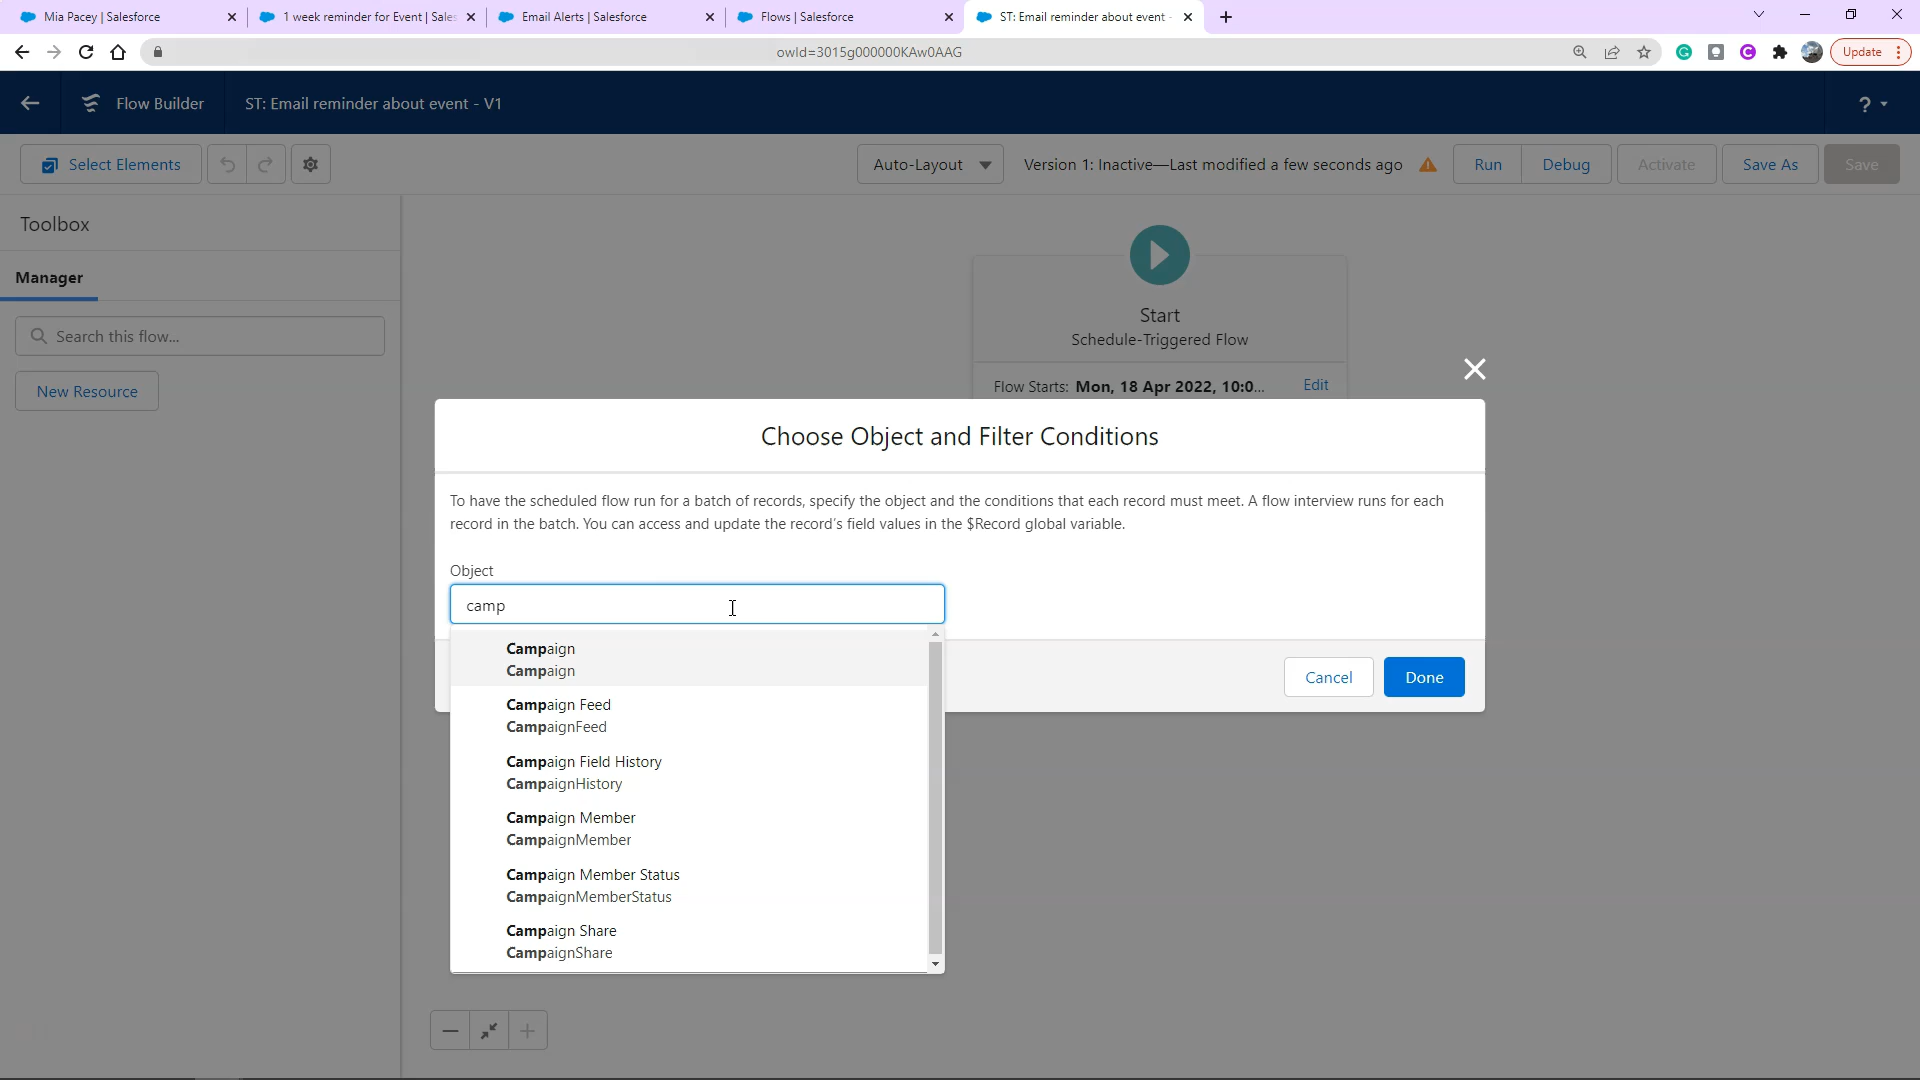 Mia Pacey | Salesforce
1 week reminder for Event | Sales
Email Alerts | Salesforce
Flows | Salesforce
ST: Email reminder about event -
owId=3015g000000KAw0AAG
Update
Flow Builder
ST: Email reminder about event - V1
?
Select Elements
Auto-Layout
Version 1: Inactive—Last modified a few seconds ago
Run
Debug
Activate
Save As
Save
Toolbox
Manager
Search this flow...
New Resource
Start
Schedule-Triggered Flow
Flow Starts: Mon, 18 Apr 2022, 10:0...
Edit
Choose Object and Filter Conditions
To have the scheduled flow run for a batch of records, specify the object and the conditions that each record must meet. A flow interview runs for each
record in the batch. You can access and update the record's field values in the $Record global variable.
Object
camp
Campaign
Campaign
Campaign Feed
CampaignFeed
Campaign Field History
CampaignHistory
Campaign Member
CampaignMember
Campaign Member Status
CampaignMemberStatus
Campaign Share
CampaignShare
Cancel
Done